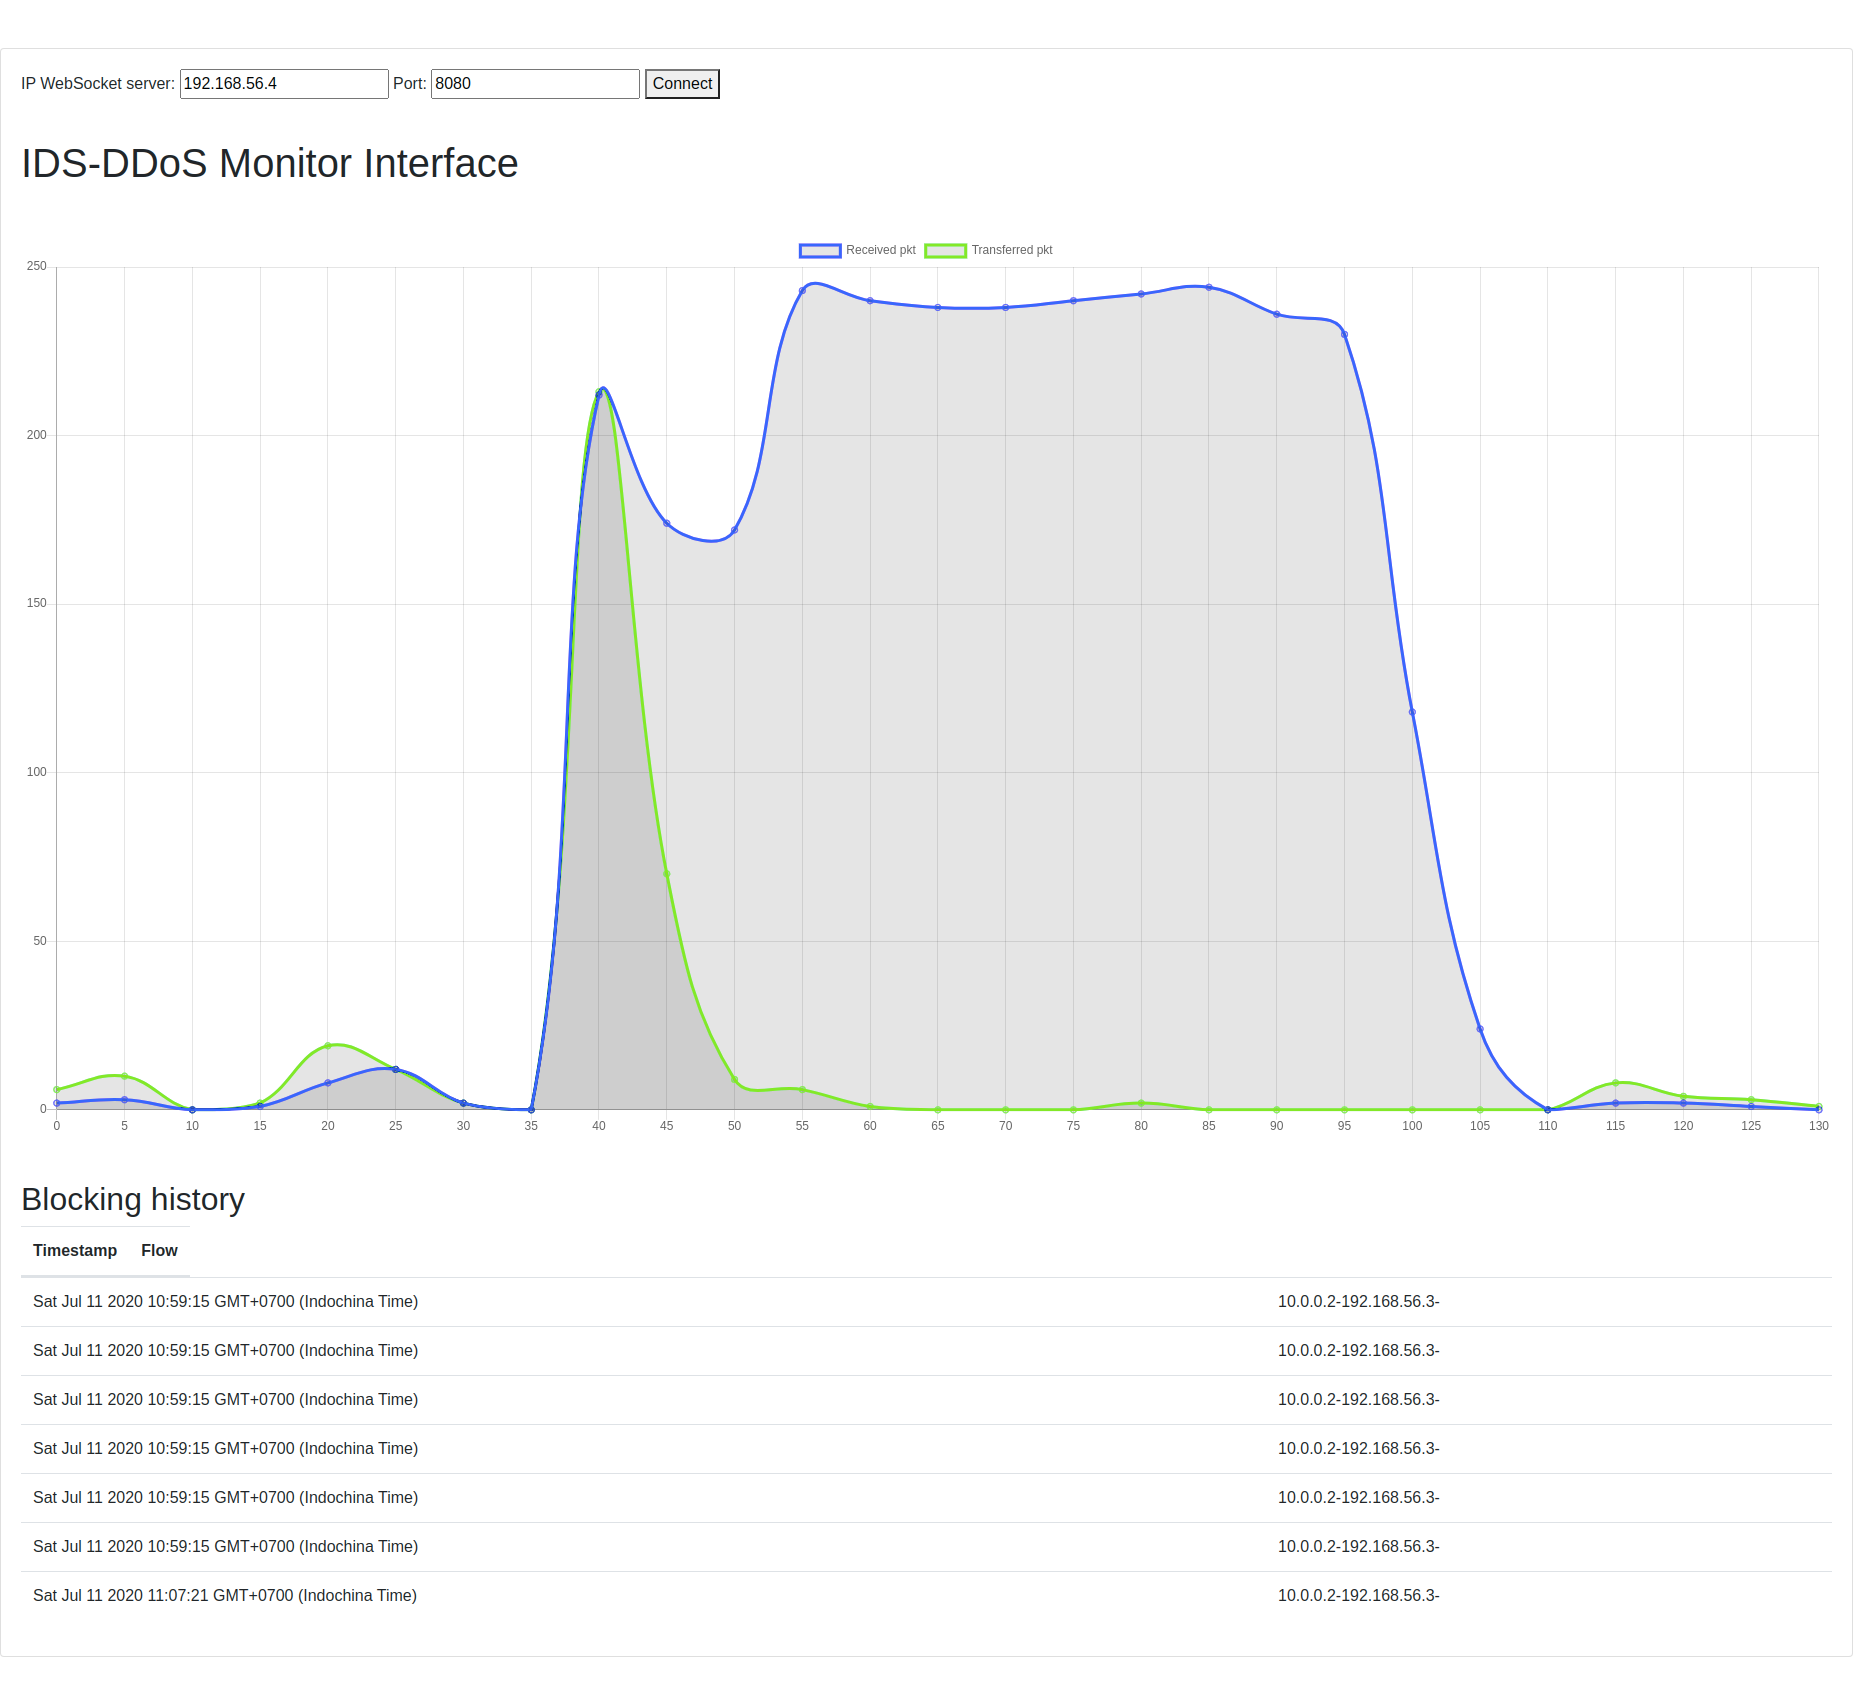 IP WebSocket server: 192.168.56.4 Port: 8080 Connect
IDS-DDoS Monitor Interface
Received pkt Transferred pkt
250
200
150
100
50
0
0 5 10 15 20 25 30 35 40 45 50 55 60 65 70 75 80 85 90 95 100 105 110 115 120 125 130
Blocking history
Timestamp Flow
Sat Jul 11 2020 10:59:15 GMT+0700 (Indochina Time) 10.0.0.2-192.168.56.3-
Sat Jul 11 2020 10:59:15 GMT+0700 (Indochina Time) 10.0.0.2-192.168.56.3-
Sat Jul 11 2020 10:59:15 GMT+0700 (Indochina Time) 10.0.0.2-192.168.56.3-
Sat Jul 11 2020 10:59:15 GMT+0700 (Indochina Time) 10.0.0.2-192.168.56.3-
Sat Jul 11 2020 10:59:15 GMT+0700 (Indochina Time) 10.0.0.2-192.168.56.3-
Sat Jul 11 2020 10:59:15 GMT+0700 (Indochina Time) 10.0.0.2-192.168.56.3-
Sat Jul 11 2020 11:07:21 GMT+0700 (Indochina Time) 10.0.0.2-192.168.56.3-